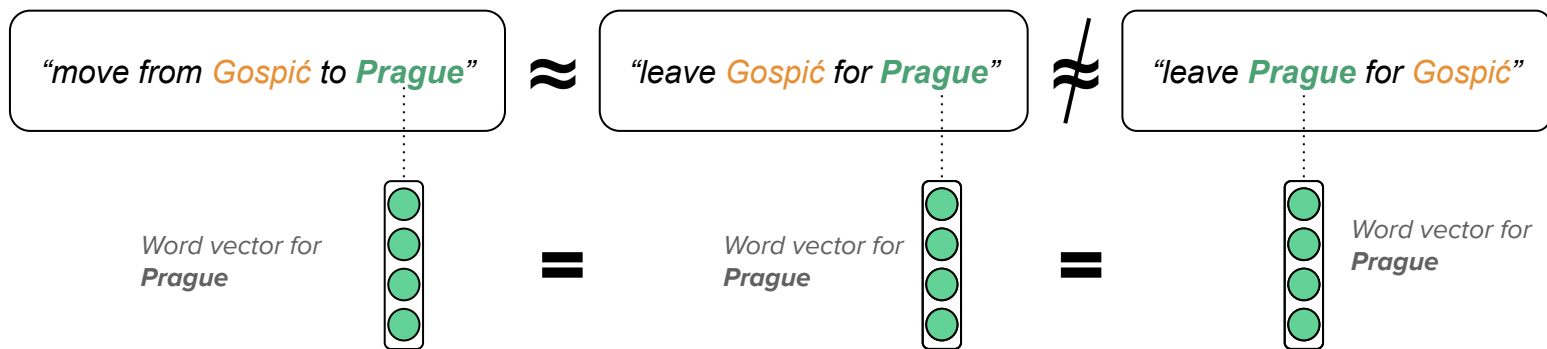 “move from Gospić to Prague” ≈ “leave Gospić for Prague” ≉ “leave Prague for Gospić”
Word vector for
Prague
=
Word vector for
Prague
=
Word vector for
Prague